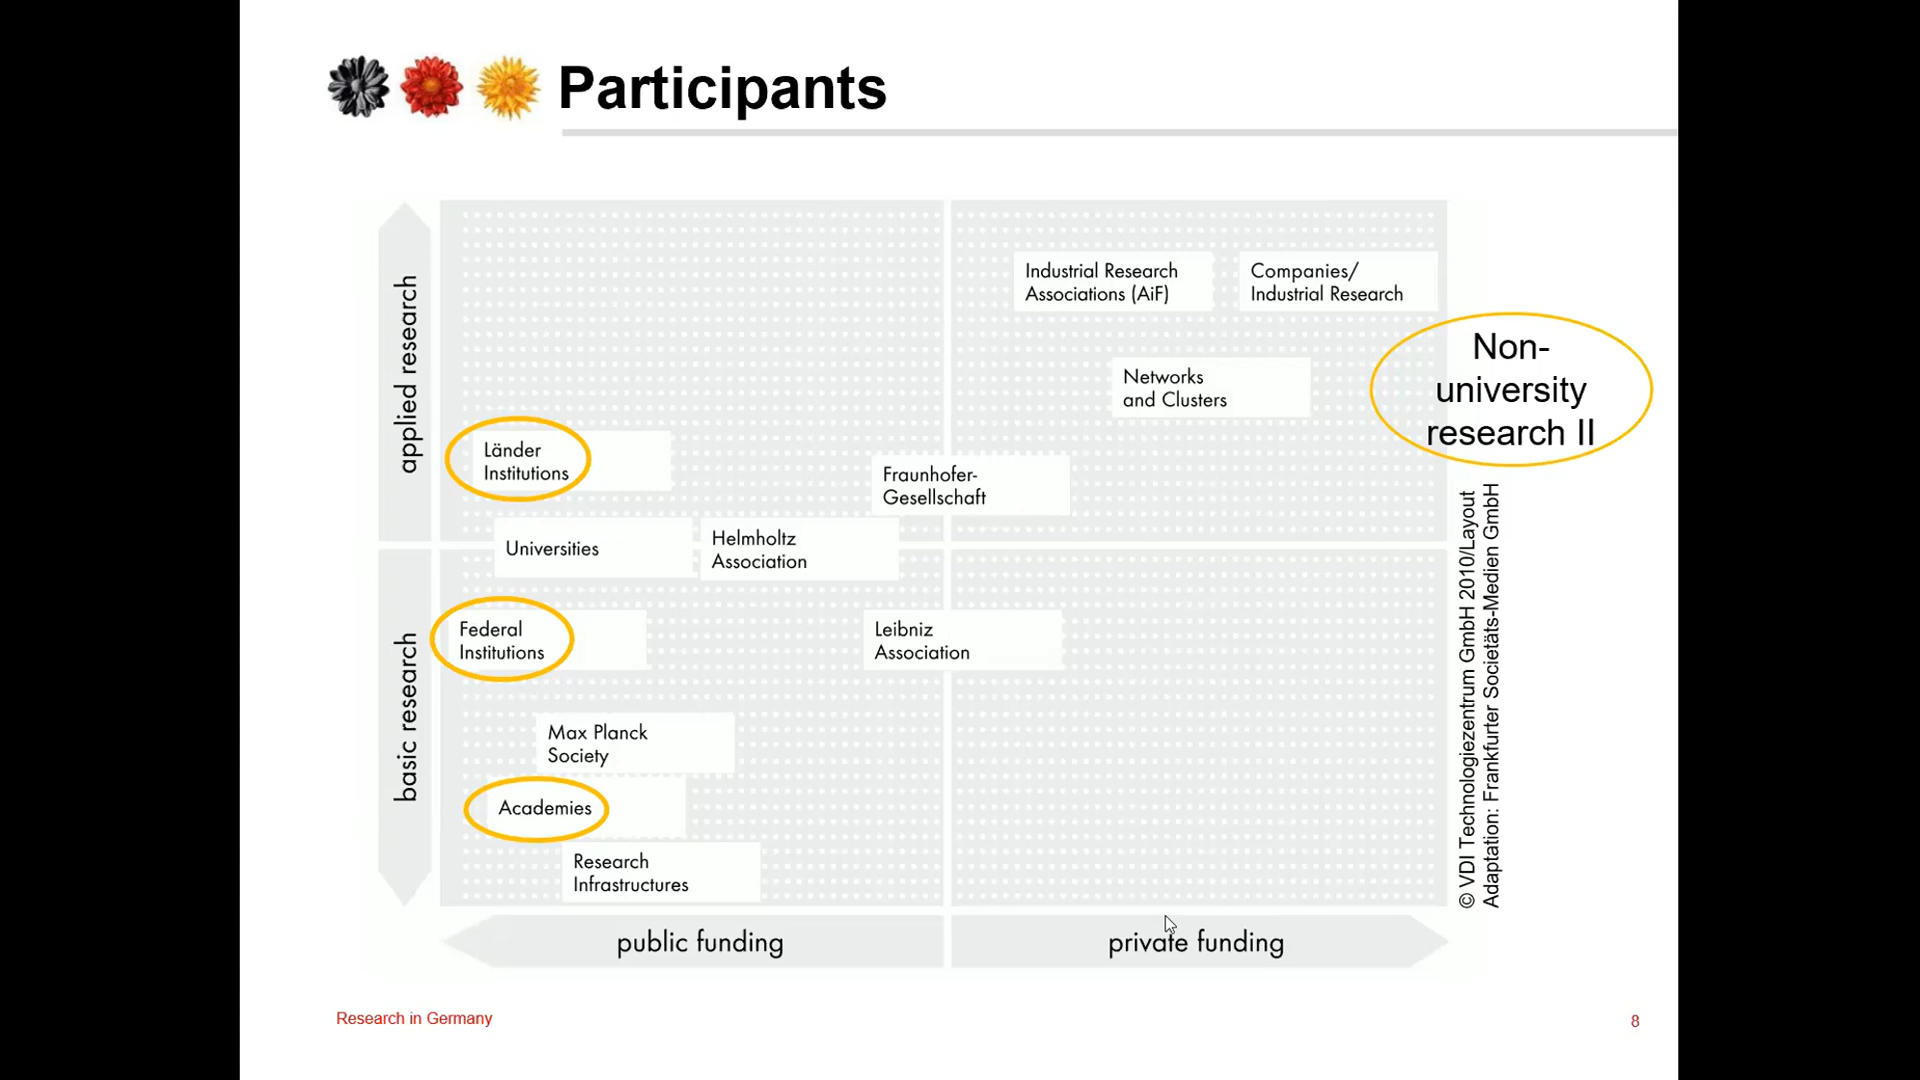 Participants
applied research
basic research
Industrial Research
Associations (AiF)
Companies/
Industrial Research
Non-
university
research II
Networks
and Clusters
Länder
Institutions
Fraunhofer-
Gesellschaft
Universities
Helmholtz
Association
Federal
Institutions
Leibniz
Association
Max Planck
Society
Academies
Research
Infrastructures
© VDI Technologiezentrum GmbH 2010/Layout
Adaptation: Frankfurter Societäts-Medien GmbH
public funding
private funding
Research in Germany
8